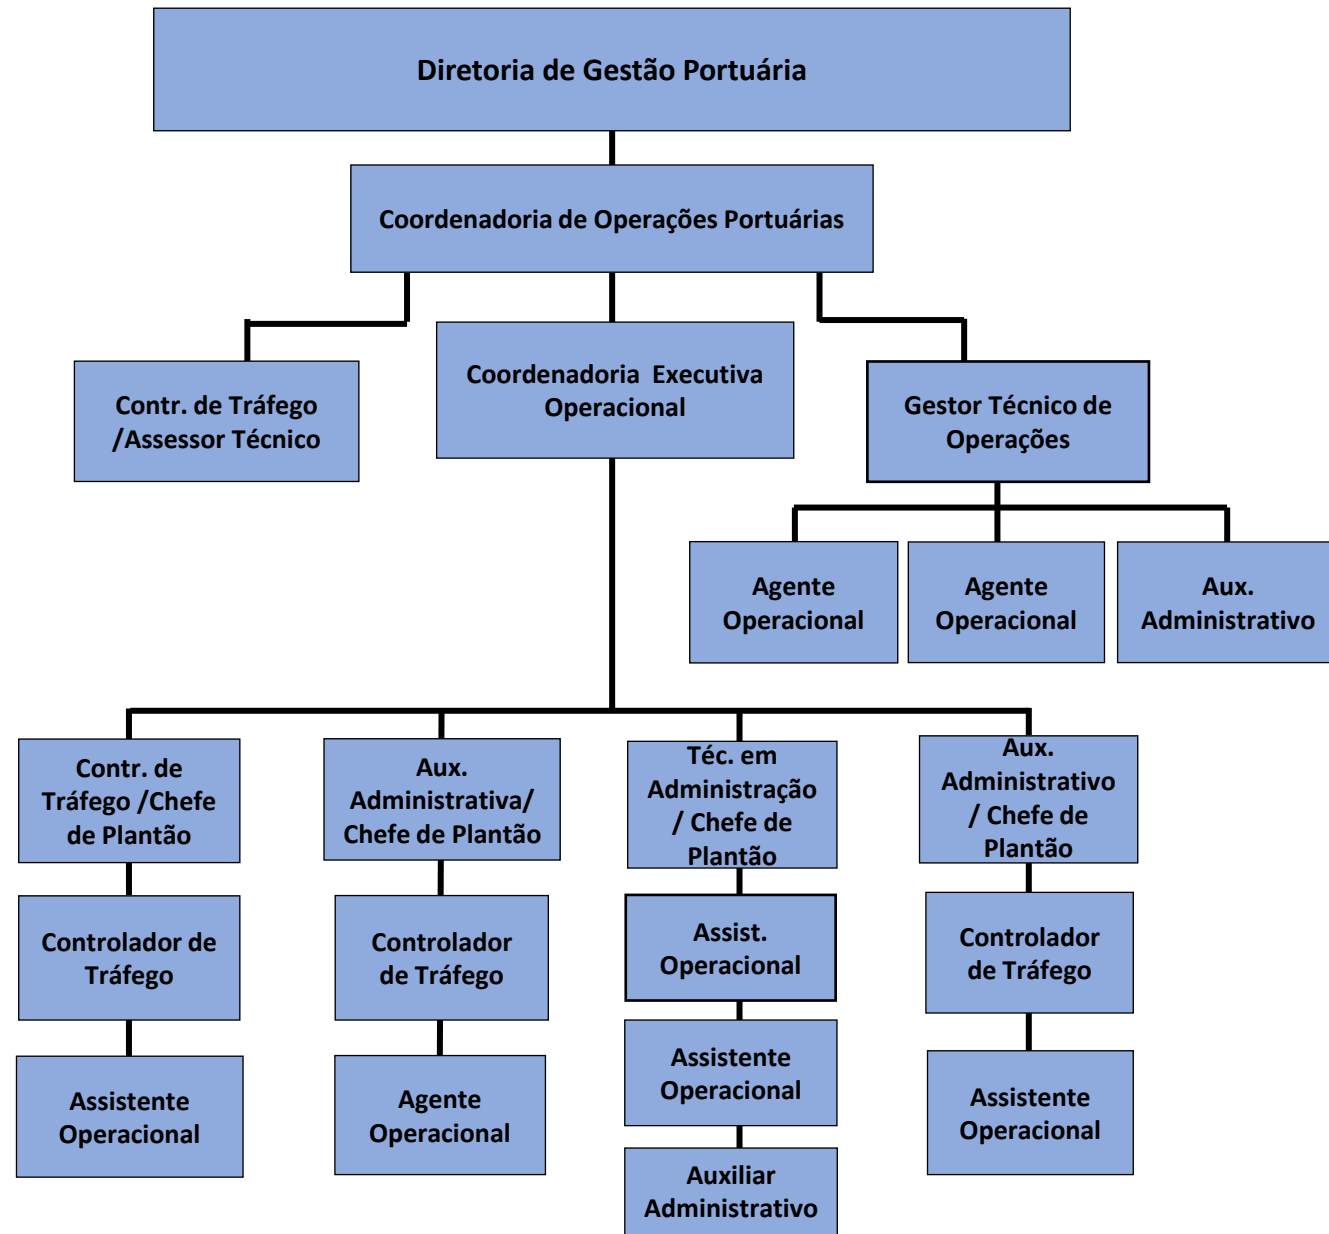 Diretoria de Gestão Portuária
Coordenadoria de Operações Portuárias
Contr. de Tráfego
/Assessor Técnico
Coordenadoria  Executiva
Operacional
Gestor Técnico de
Operações
Agente
Operacional
Agente
Operacional
Aux.
Administrativo
Contr. de
Tráfego /Chefe
de Plantão
Aux.
Administrativa/
Chefe de Plantão
Téc. em
Administração
/ Chefe de
Plantão
Aux.
Administrativo
/ Chefe de
Plantão
Controlador de
Tráfego
Controlador
de Tráfego
Assist.
Operacional
Controlador
de Tráfego
Assistente
Operacional
Agente
Operacional
Assistente
Operacional
Assistente
Operacional
Auxiliar
Administrativo